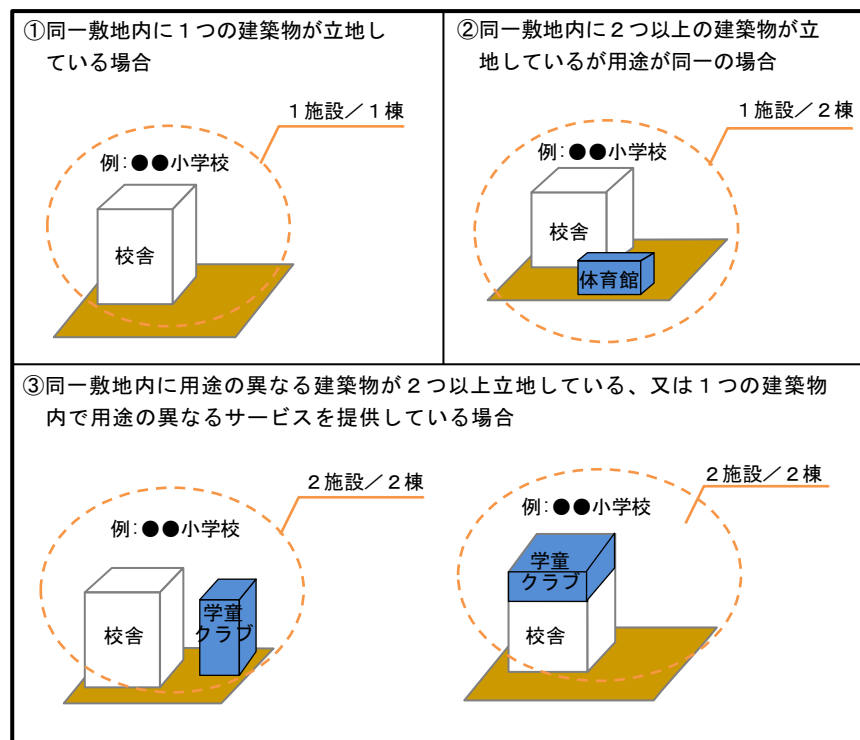 ①同一敷地内に１つの建築物が立地し
ている場合
１施設／１棟
例：●●小学校
校舎
②同一敷地内に２つ以上の建築物が立
地しているが用途が同一の場合
１施設／２棟
例：●●小学校
校舎
体育館
③同一敷地内に用途の異なる建築物が２つ以上立地している、又は１つの建築物
内で用途の異なるサービスを提供している場合
２施設／２棟
例：●●小学校
校舎
学童
クラブ
２施設／２棟
例：●●小学校
学童
クラブ
校舎